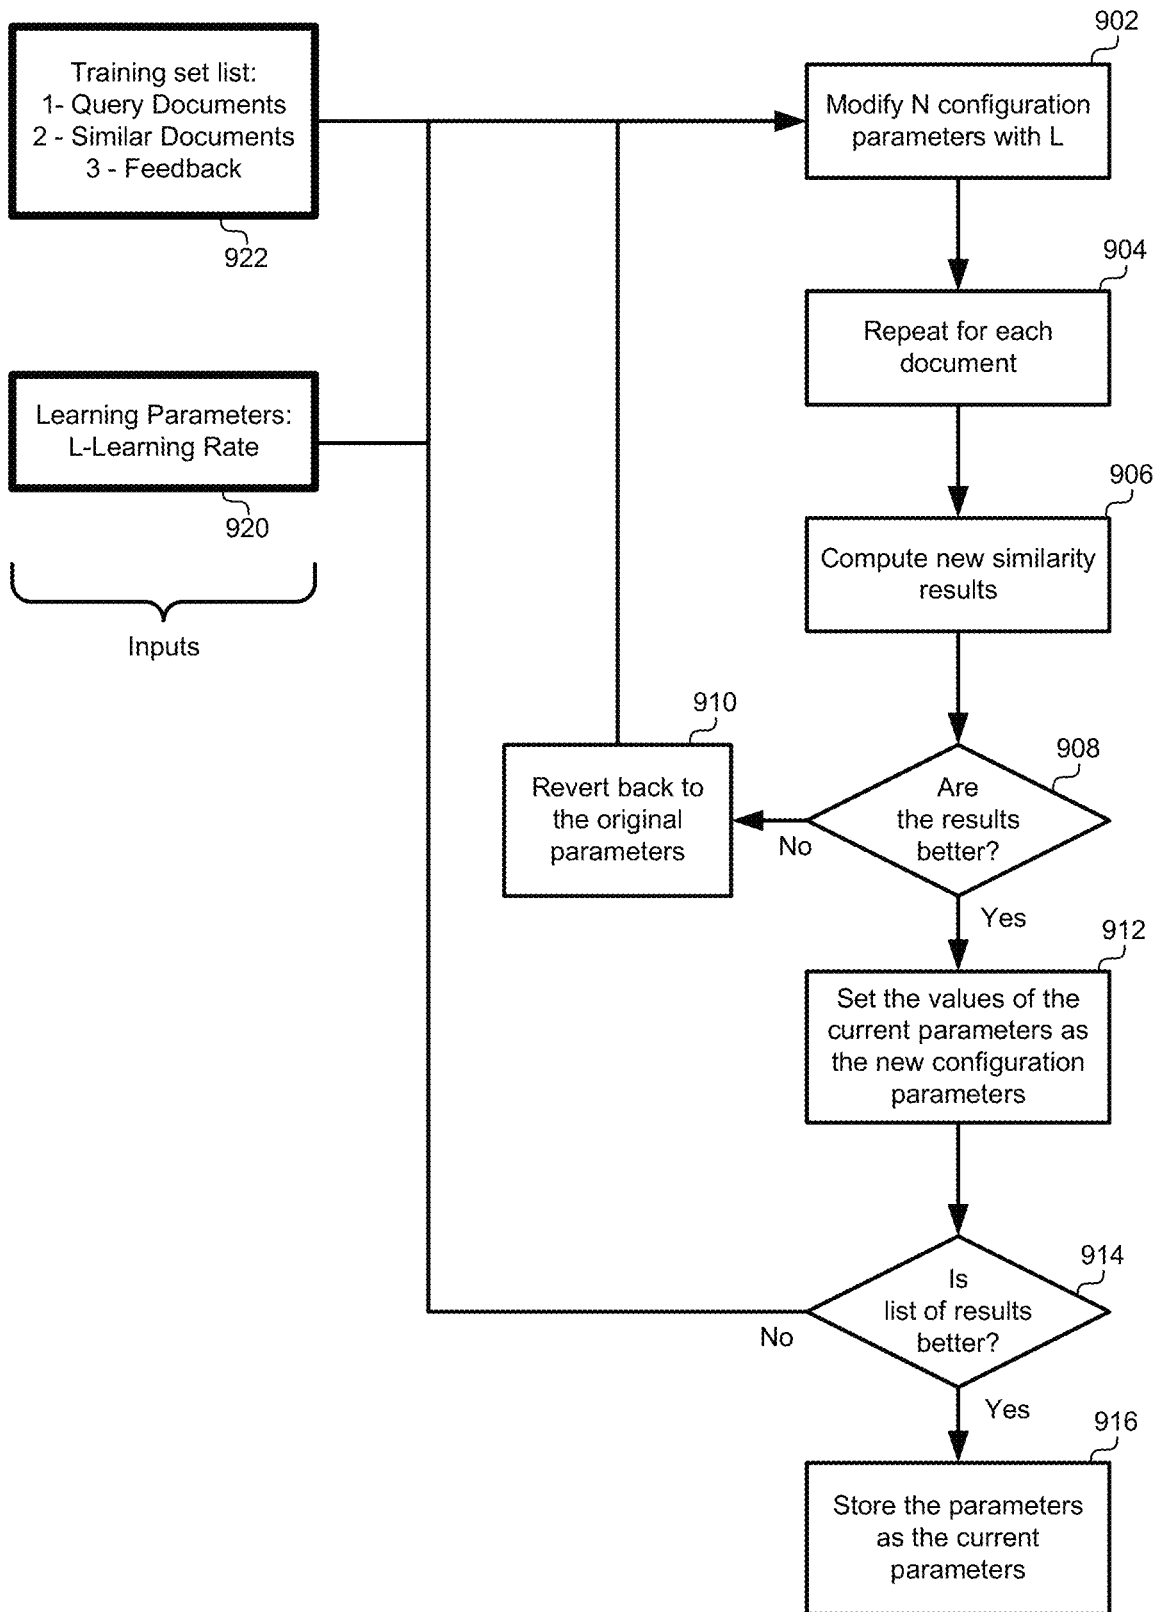 902
Training set list:
1- Query Documents
2 - Similar Documents
3 - Feedback
Modify N configuration
parameters with L
922
904
Repeat for each
document
Learning Parameters:
L-Learning Rate
920
906
Compute new similarity
results
Inputs
910
Revert back to
the original
parameters
908
Are
the results
better?
No
Yes
912
Set the values of the
current parameters as
the new configuration
parameters
914
Is
list of results
better?
No
Yes
916
Store the parameters
as the current
parameters